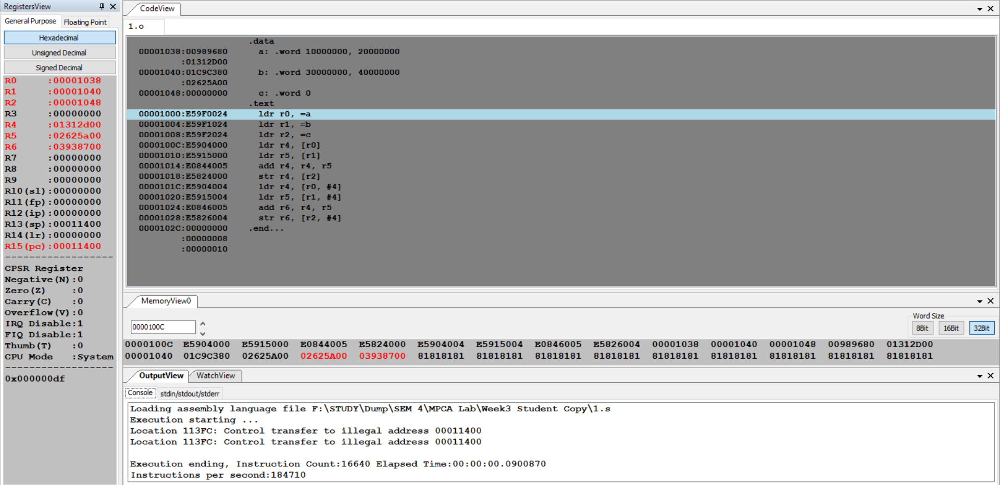 RegistersView
General Purpose Floating Point
Hexadecimal
Unsigned Decimal
Signed Decimal
R0 :00001038
R1 :00001040
R2 :00001048
R3 :00000000
R4 :01312d00
R5 :02625a00
R6 :03938700
R7 :00000000
R8 :00000000
R9 :00000000
R10(sl):00000000
R11(fp):00000000
R12(ip):00000000
R13(sp):00011400
R14(lr):00000000
R15(pc):00011400
------------------
CPSR Register
Negative(N):0
Zero(Z) :0
Carry(C) :0
Overflow(V):0
IRQ Disable:1
FIQ Disable:1
Thumb(T) :0
CPU Mode :System
------------------
0x000000df
CodeView
1.o
.data
00001038:00989680 a: .word 10000000, 20000000
:01312D00
00001040:01C9C380 b: .word 30000000, 40000000
:02625A00
00001048:00000000 c: .word 0
.text
00001000:E59F0024 ldr r0, =a
00001004:E59F1024 ldr r1, =b
00001008:E59F2024 ldr r2, =c
0000100C:E5904000 ldr r4, [r0]
00001010:E5915000 ldr r5, [r1]
00001014:E0844005 add r4, r4, r5
00001018:E5824000 str r4, [r2]
0000101C:E5904004 ldr r4, [r0, #4]
00001020:E5915004 ldr r5, [r1, #4]
00001024:E0846005 add r6, r4, r5
00001028:E5826004 str r6, [r2, #4]
0000102C:00000000 .end...
:00000008
:00000010
MemoryView0
0000100C
Word Size
8Bit 16Bit 32Bit
0000100C E5904000 E5915000 E0844005 E5824000 E5904004 E5915004 E0846005 E5826004 00001038 00001040 00001048 00989680 01312D00
00001040 01C9C380 02625A00 02625A00 03938700 81818181 81818181 81818181 81818181 81818181 81818181 81818181 81818181 81818181
OutputView WatchView
Console stdin/stdout/stderr
Loading assembly language file F:\STUDY\Dump\SEM 4\MPCA Lab\Week3 Student Copy\1.s
Execution starting ...
Location 113FC: Control transfer to illegal address 00011400
Location 113FC: Control transfer to illegal address 00011400
Execution ending, Instruction Count:16640 Elapsed Time:00:00:00.0900870
Instructions per second:184710